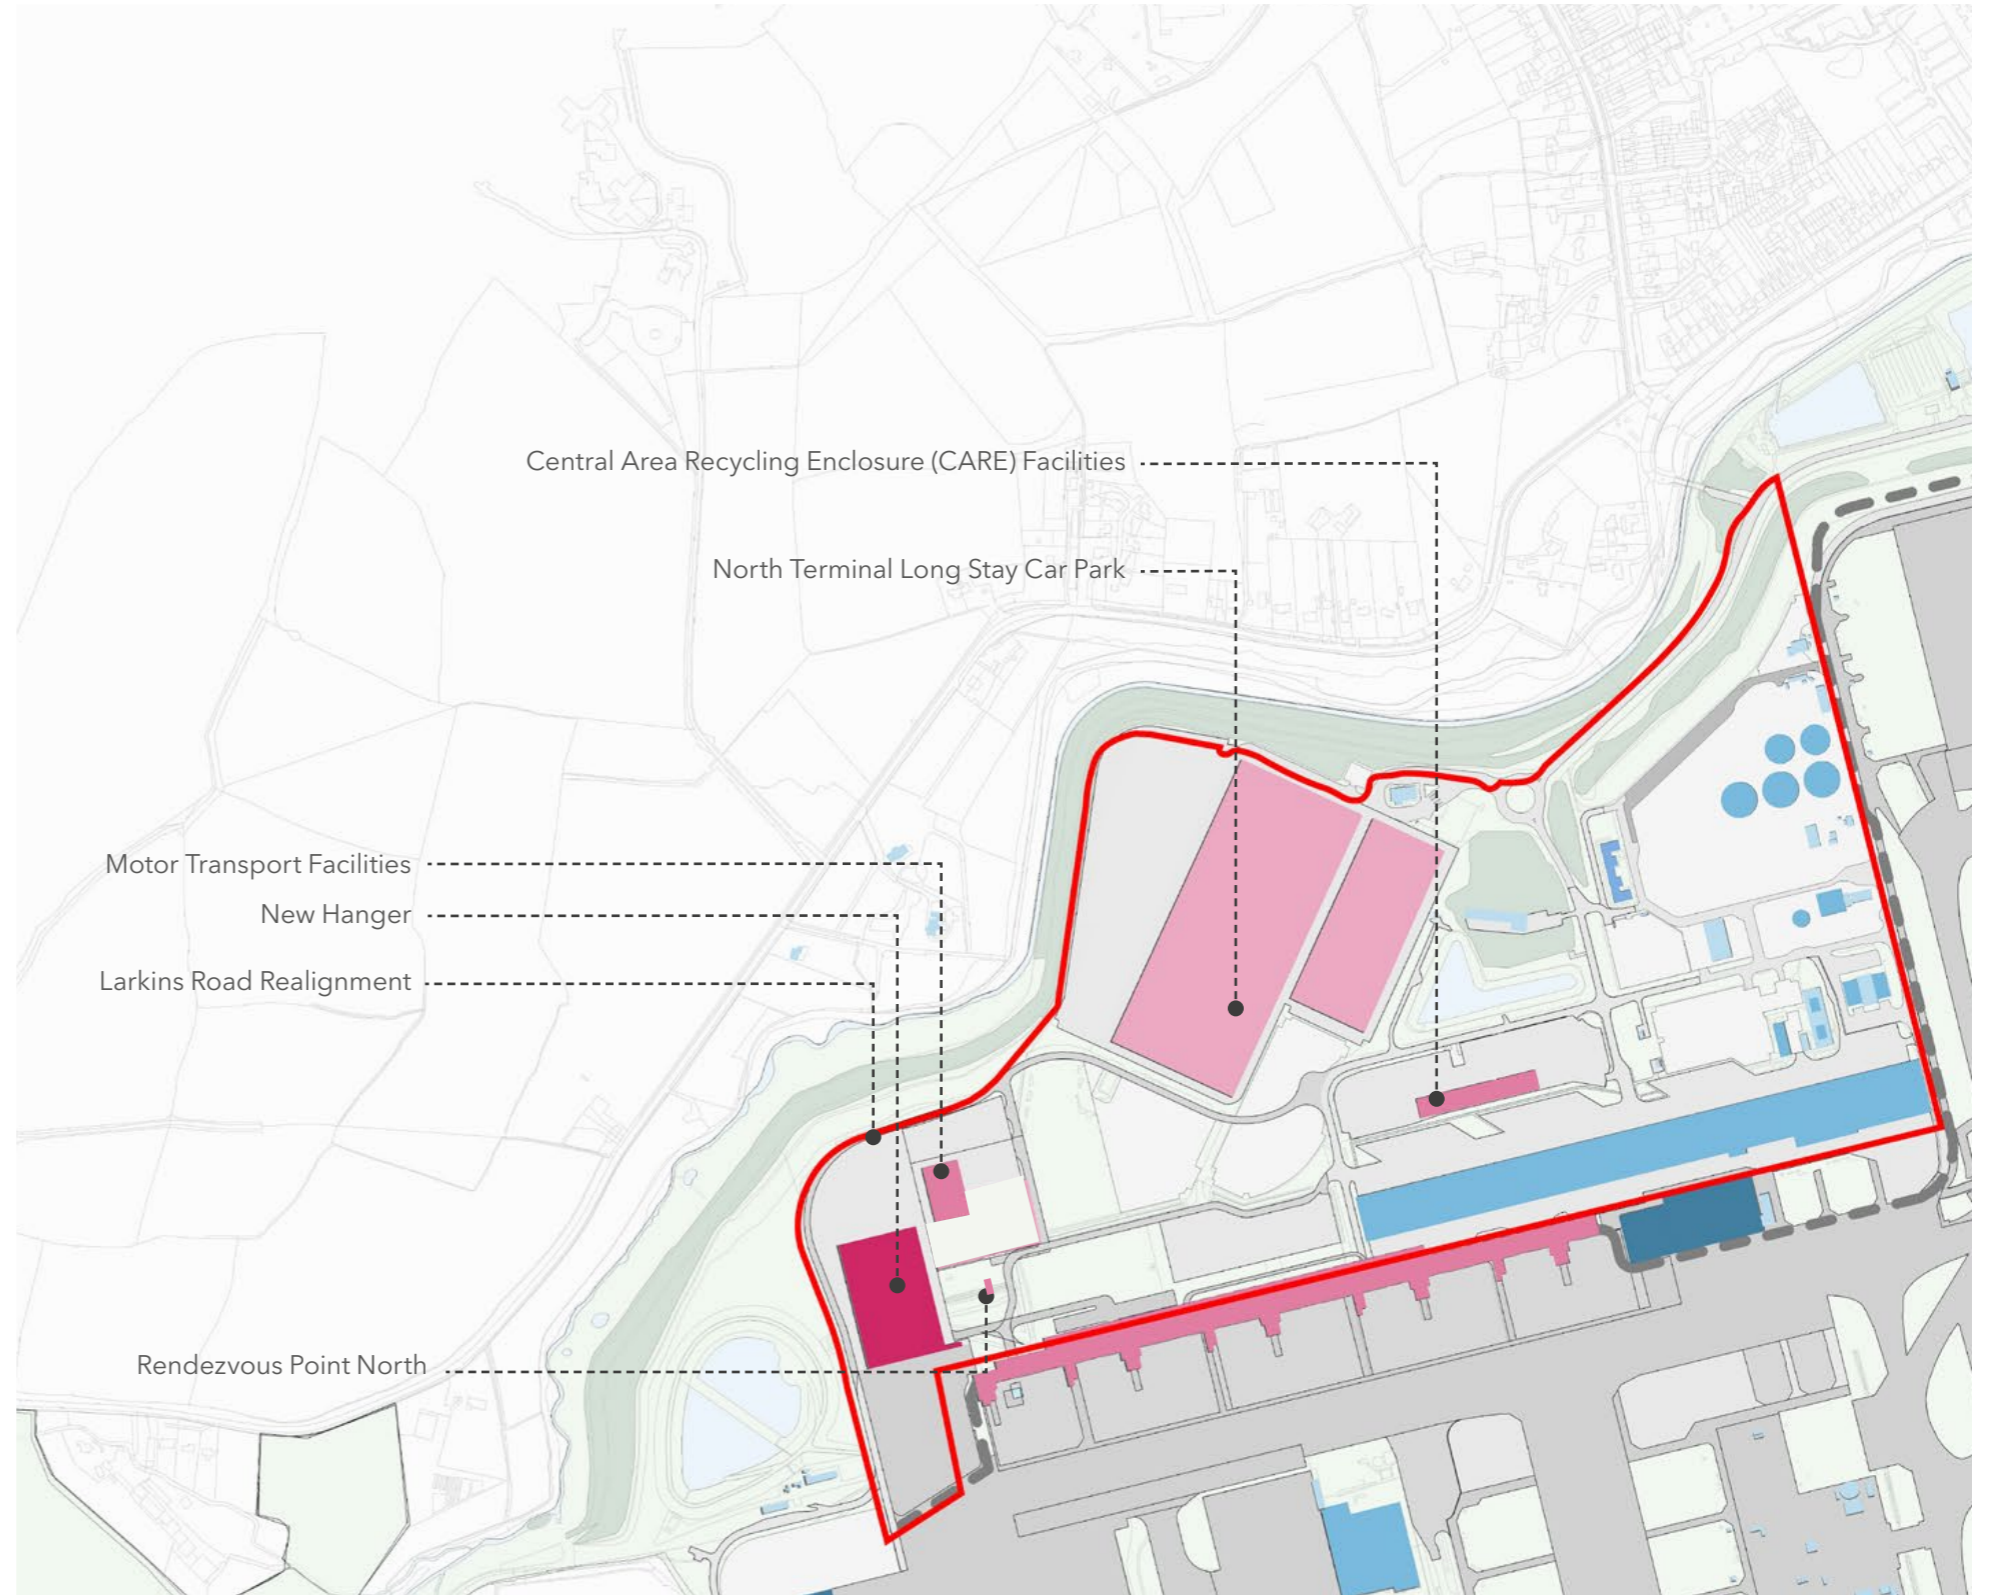 Central Area Recycling Enclosure (CARE) Facilities
North Terminal Long Stay Car Park
Motor Transport Facilities
New Hanger
Larkins Road Realignment
Rendezvous Point North